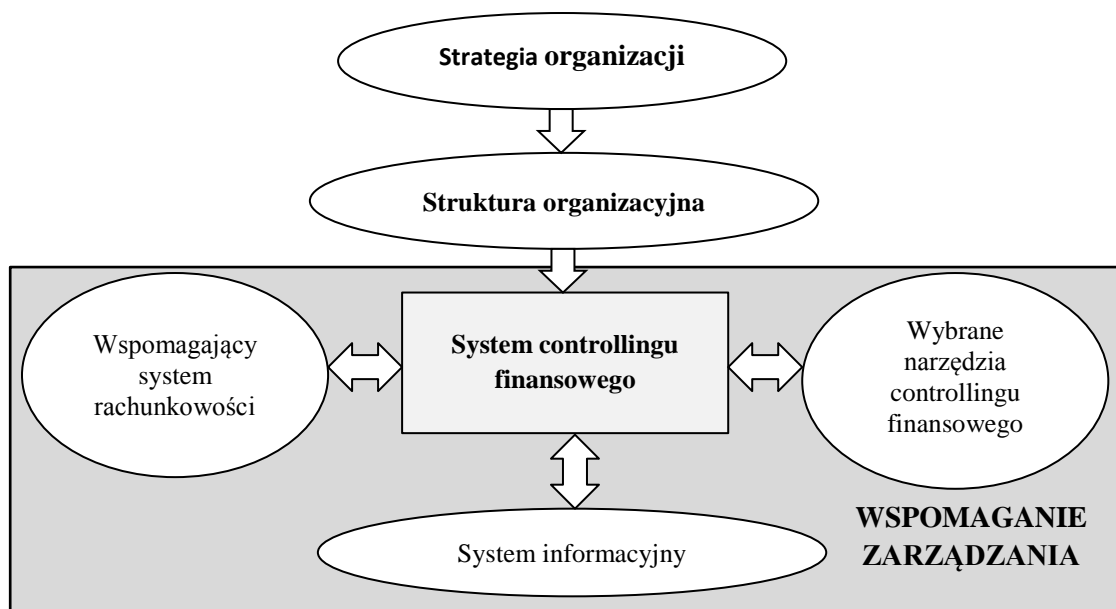 Strategia organizacji
Struktura organizacyjna
Wspomagający
system
rachunkowości
System controllingu
finansowego
Wybrane
narzędzia
controllingu
finansowego
System informacyjny
WSPOMAGANIE
ZARZĄDZANIA